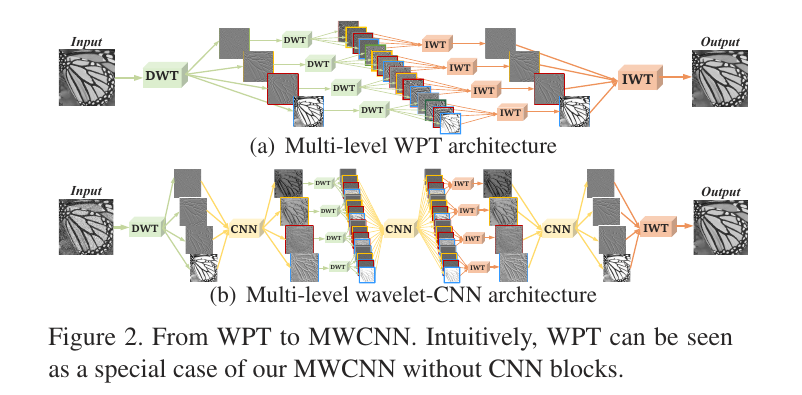 Input
DWT
DWT
DWT
DWT
DWT
IWT
IWT
IWT
IWT
IWT
Output
(a) Multi-level WPT architecture
Input
DWT
CNN
DWT
DWT
DWT
DWT
CNN
IWT
IWT
IWT
IWT
CNN
IWT
Output
(b) Multi-level wavelet-CNN architecture
Figure 2. From WPT to MWCNN. Intuitively, WPT can be seen
as a special case of our MWCNN without CNN blocks.